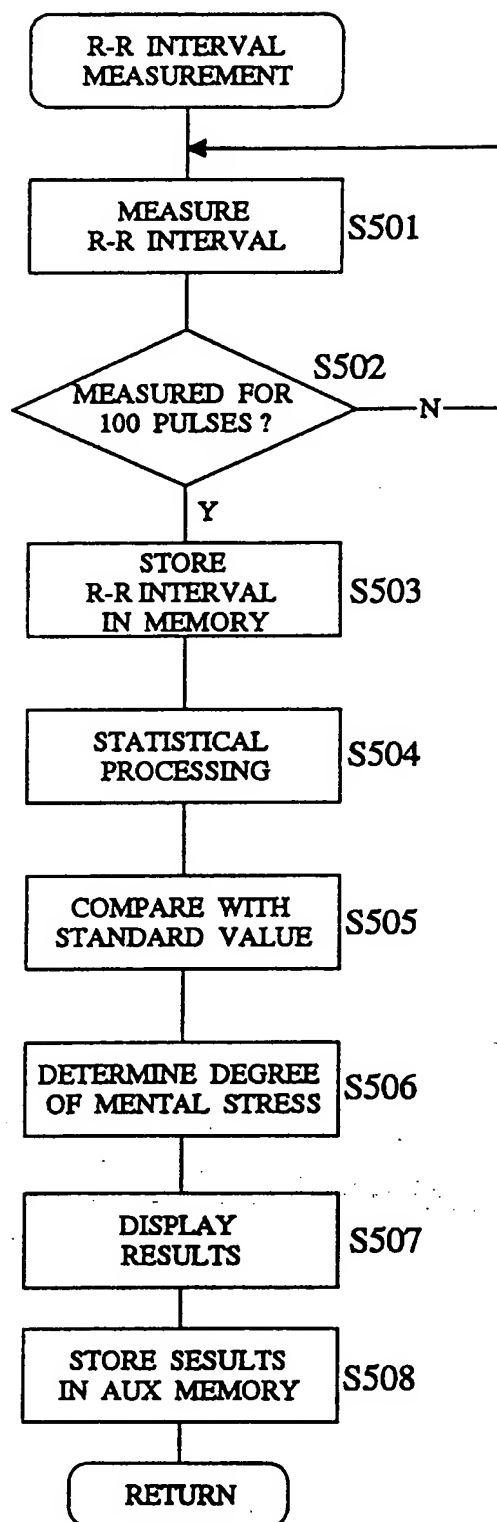 R-R INTERVAL
MEASUREMENT
MEASURE
R-R INTERVAL
S501
S502
MEASURED FOR
100 PULSES ?
N
Y
STORE
R-R INTERVAL
IN MEMORY
S503
STATISTICAL
PROCESSING
S504
COMPARE WITH
STANDARD VALUE
S505
DETERMINE DEGREE
OF MENTAL STRESS
S506
DISPLAY
RESULTS
S507
STORE SESULTS
IN AUX MEMORY
S508
RETURN